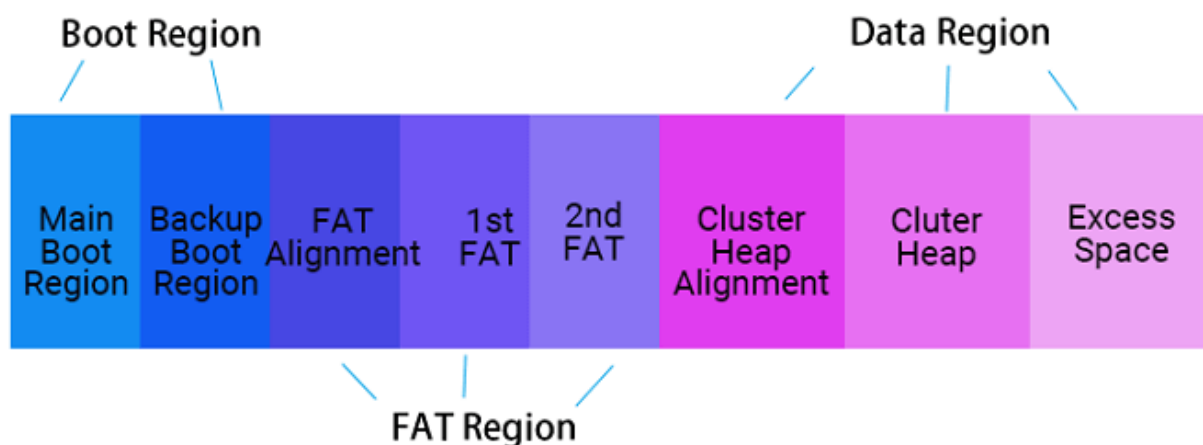 Boot Region
Data Region
Main
Boot
Region
Backup
Boot
Region
FAT
Alignment
1st
FAT
2nd
FAT
Cluster
Heap
Alignment
Cluter
Heap
Excess
Space
FAT Region